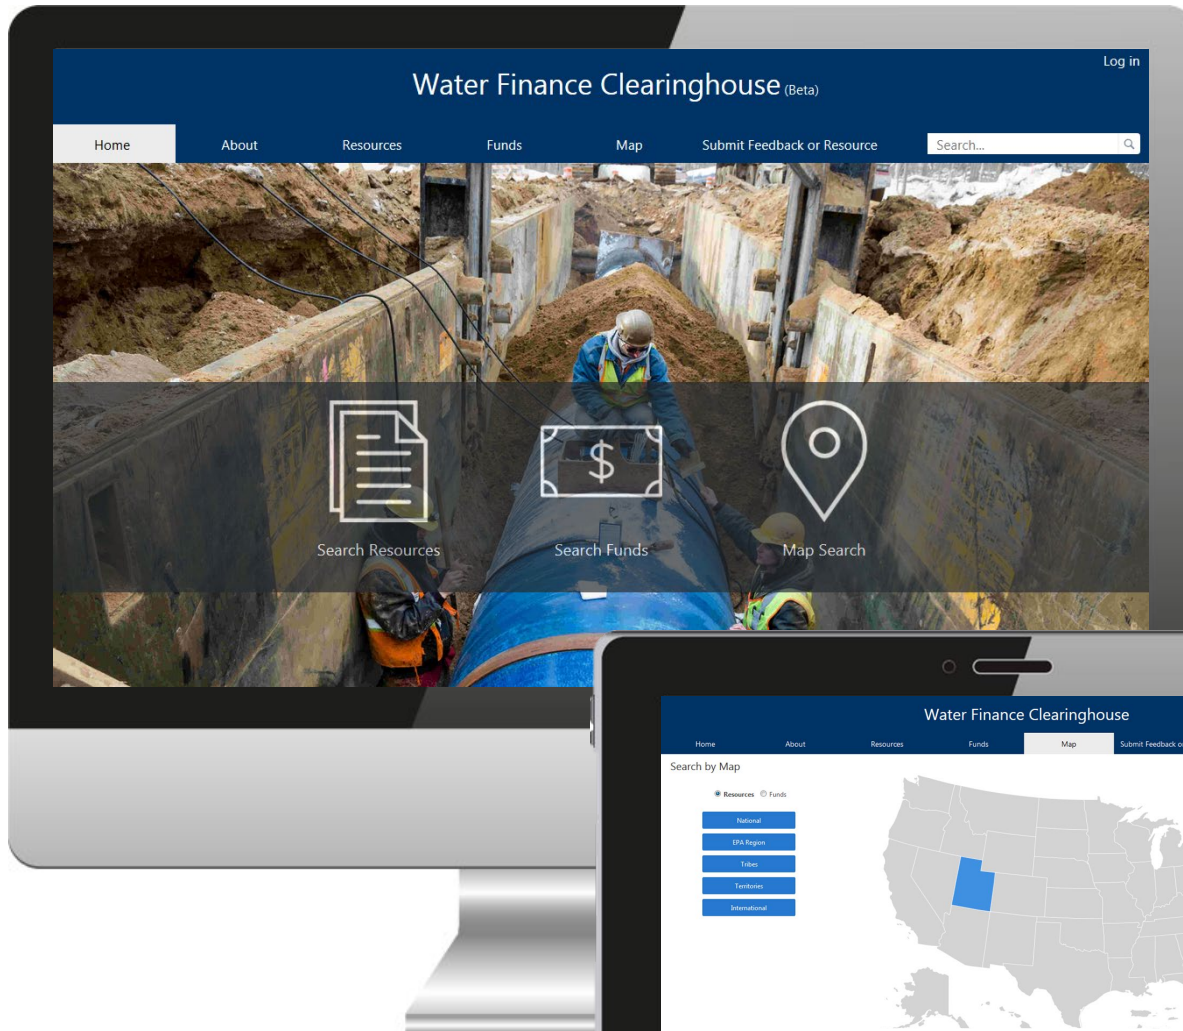 Log in
Water Finance Clearinghouse (Beta)
Home About Resources Funds Map Submit Feedback or Resource Search...
$
Search Resources Search Funds Map Search
Water Finance Clearinghouse
Home About Resources Funds Map Submit Feedback o
Search by Map
Resources Funds
National
EPA Region
Tribes
Territories
International